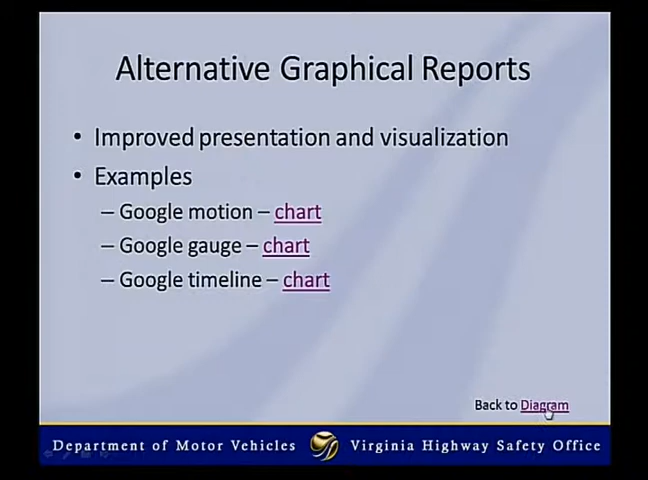 Alternative Graphical Reports
• Improved presentation and visualization
• Examples
– Google motion – chart
– Google gauge – chart
– Google timeline – chart
Back to Diagram
Department of Motor Vehicles Virginia Highway Safety Office